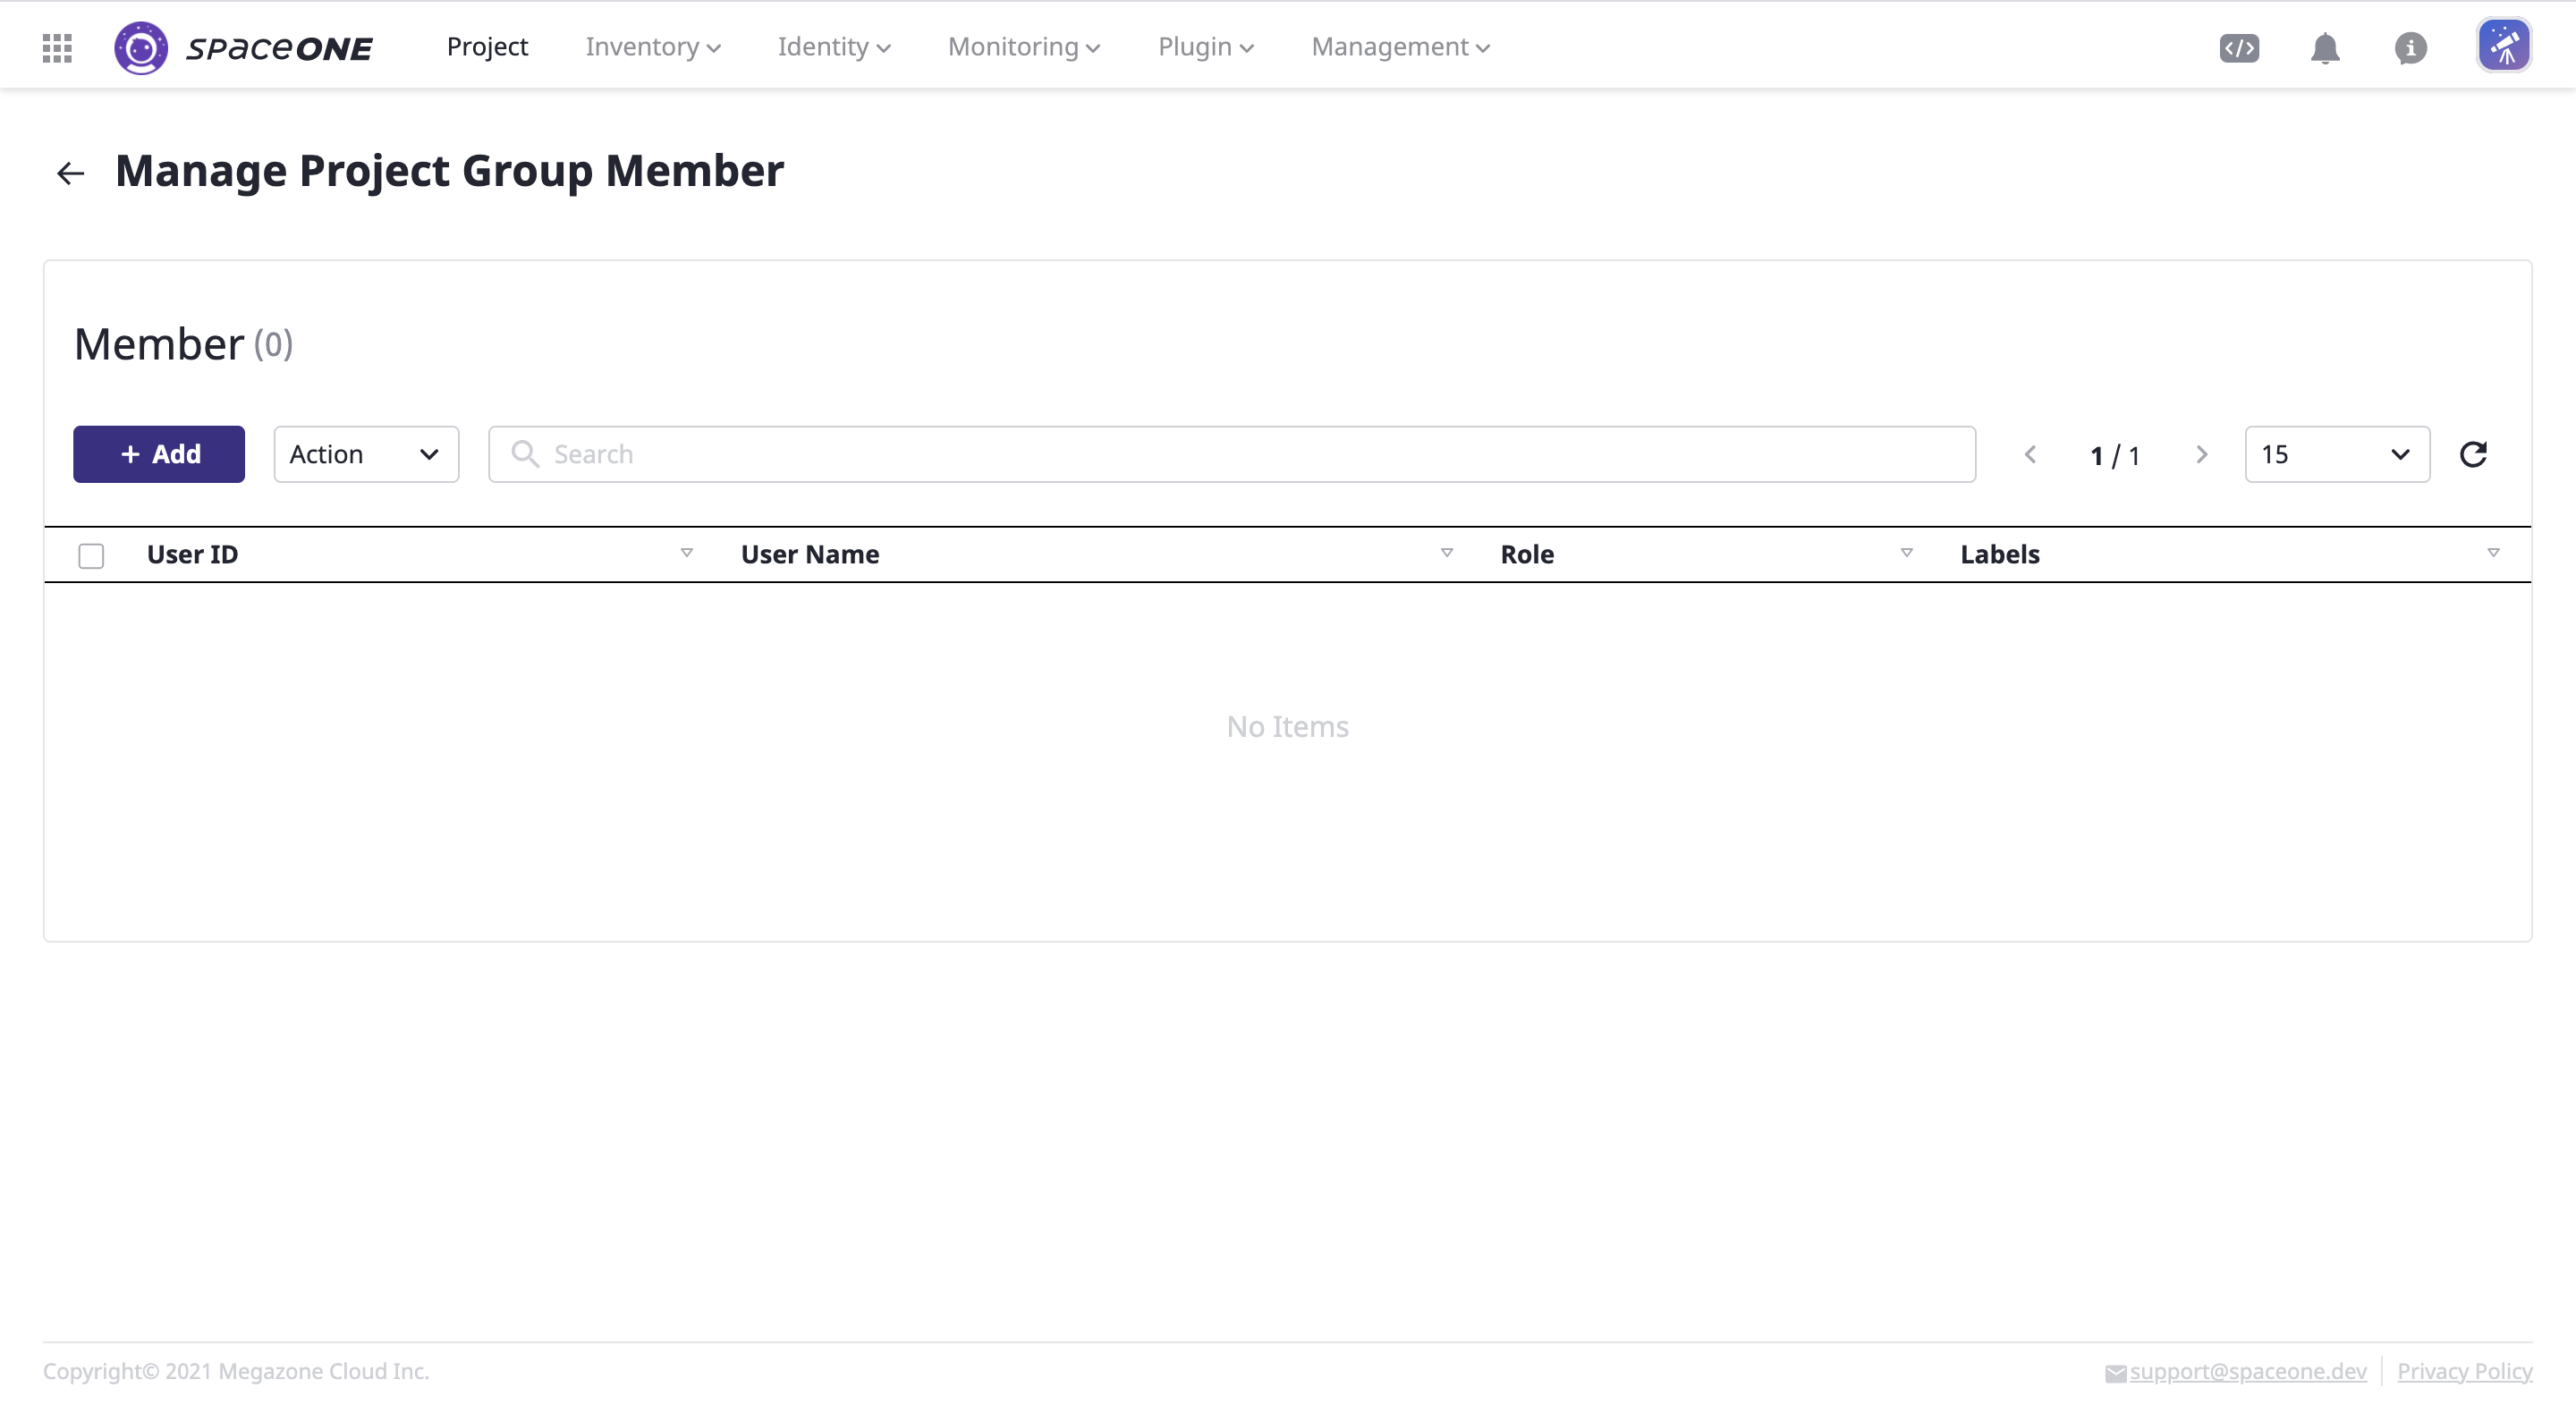 spaceONE Project Inventory Identity Monitoring Plugin Management
Manage Project Group Member
Member (0)
+ Add Action Search 1 / 1 15
User ID User Name Role Labels
No Items
Copyright© 2021 Megazone Cloud Inc. support@spaceone.dev Privacy Policy